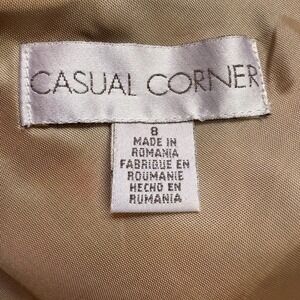 CASUAL CORNER
8
MADE IN
ROMANIA
FABRIQUE EN
ROUMANIE
HECHO EN
RUMANIA